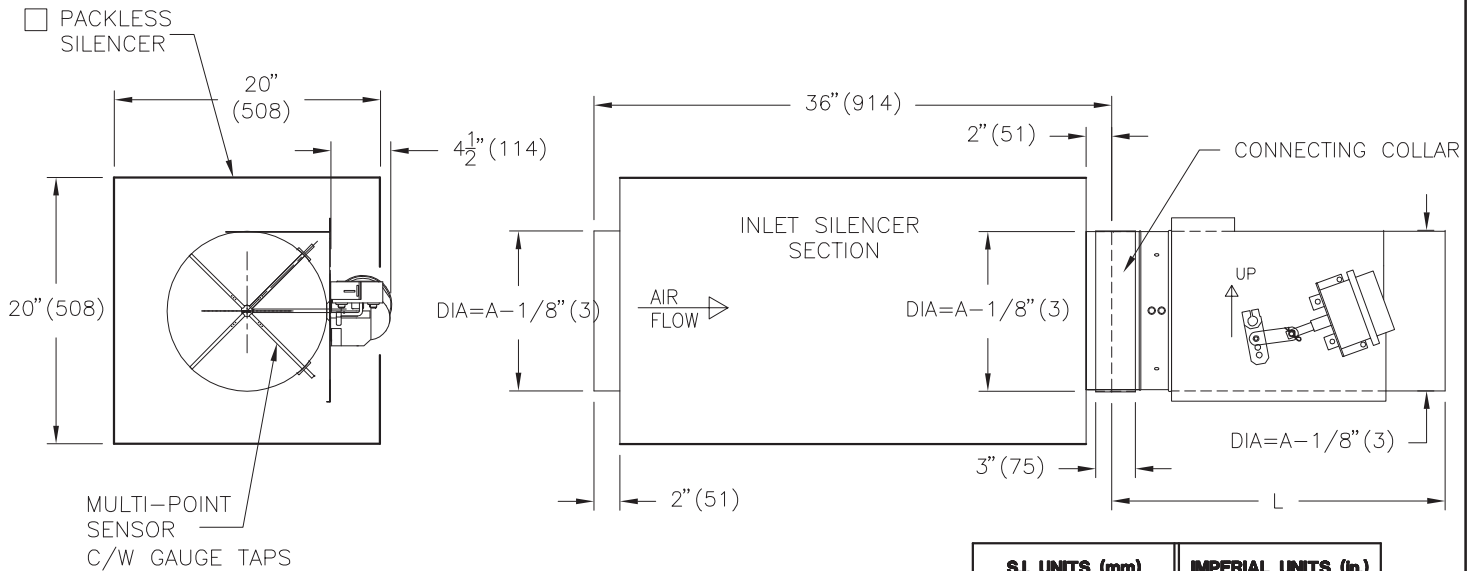 PACKLESS
SILENCER
20"
(508)
4½"(114)
20"(508)
MULTI-POINT
SENSOR
C/W GAUGE TAPS
36"(914)
2"(51)
CONNECTING COLLAR
INLET SILENCER
SECTION
DIA=A-1/8"(3)
AIR
FLOW
DIA=A-1/8"(3)
UP
DIA=A-1/8"(3)
3"(75)
2"(51)
L
S.I. UNITS (mm)
IMPERIAL UNITS (in.)